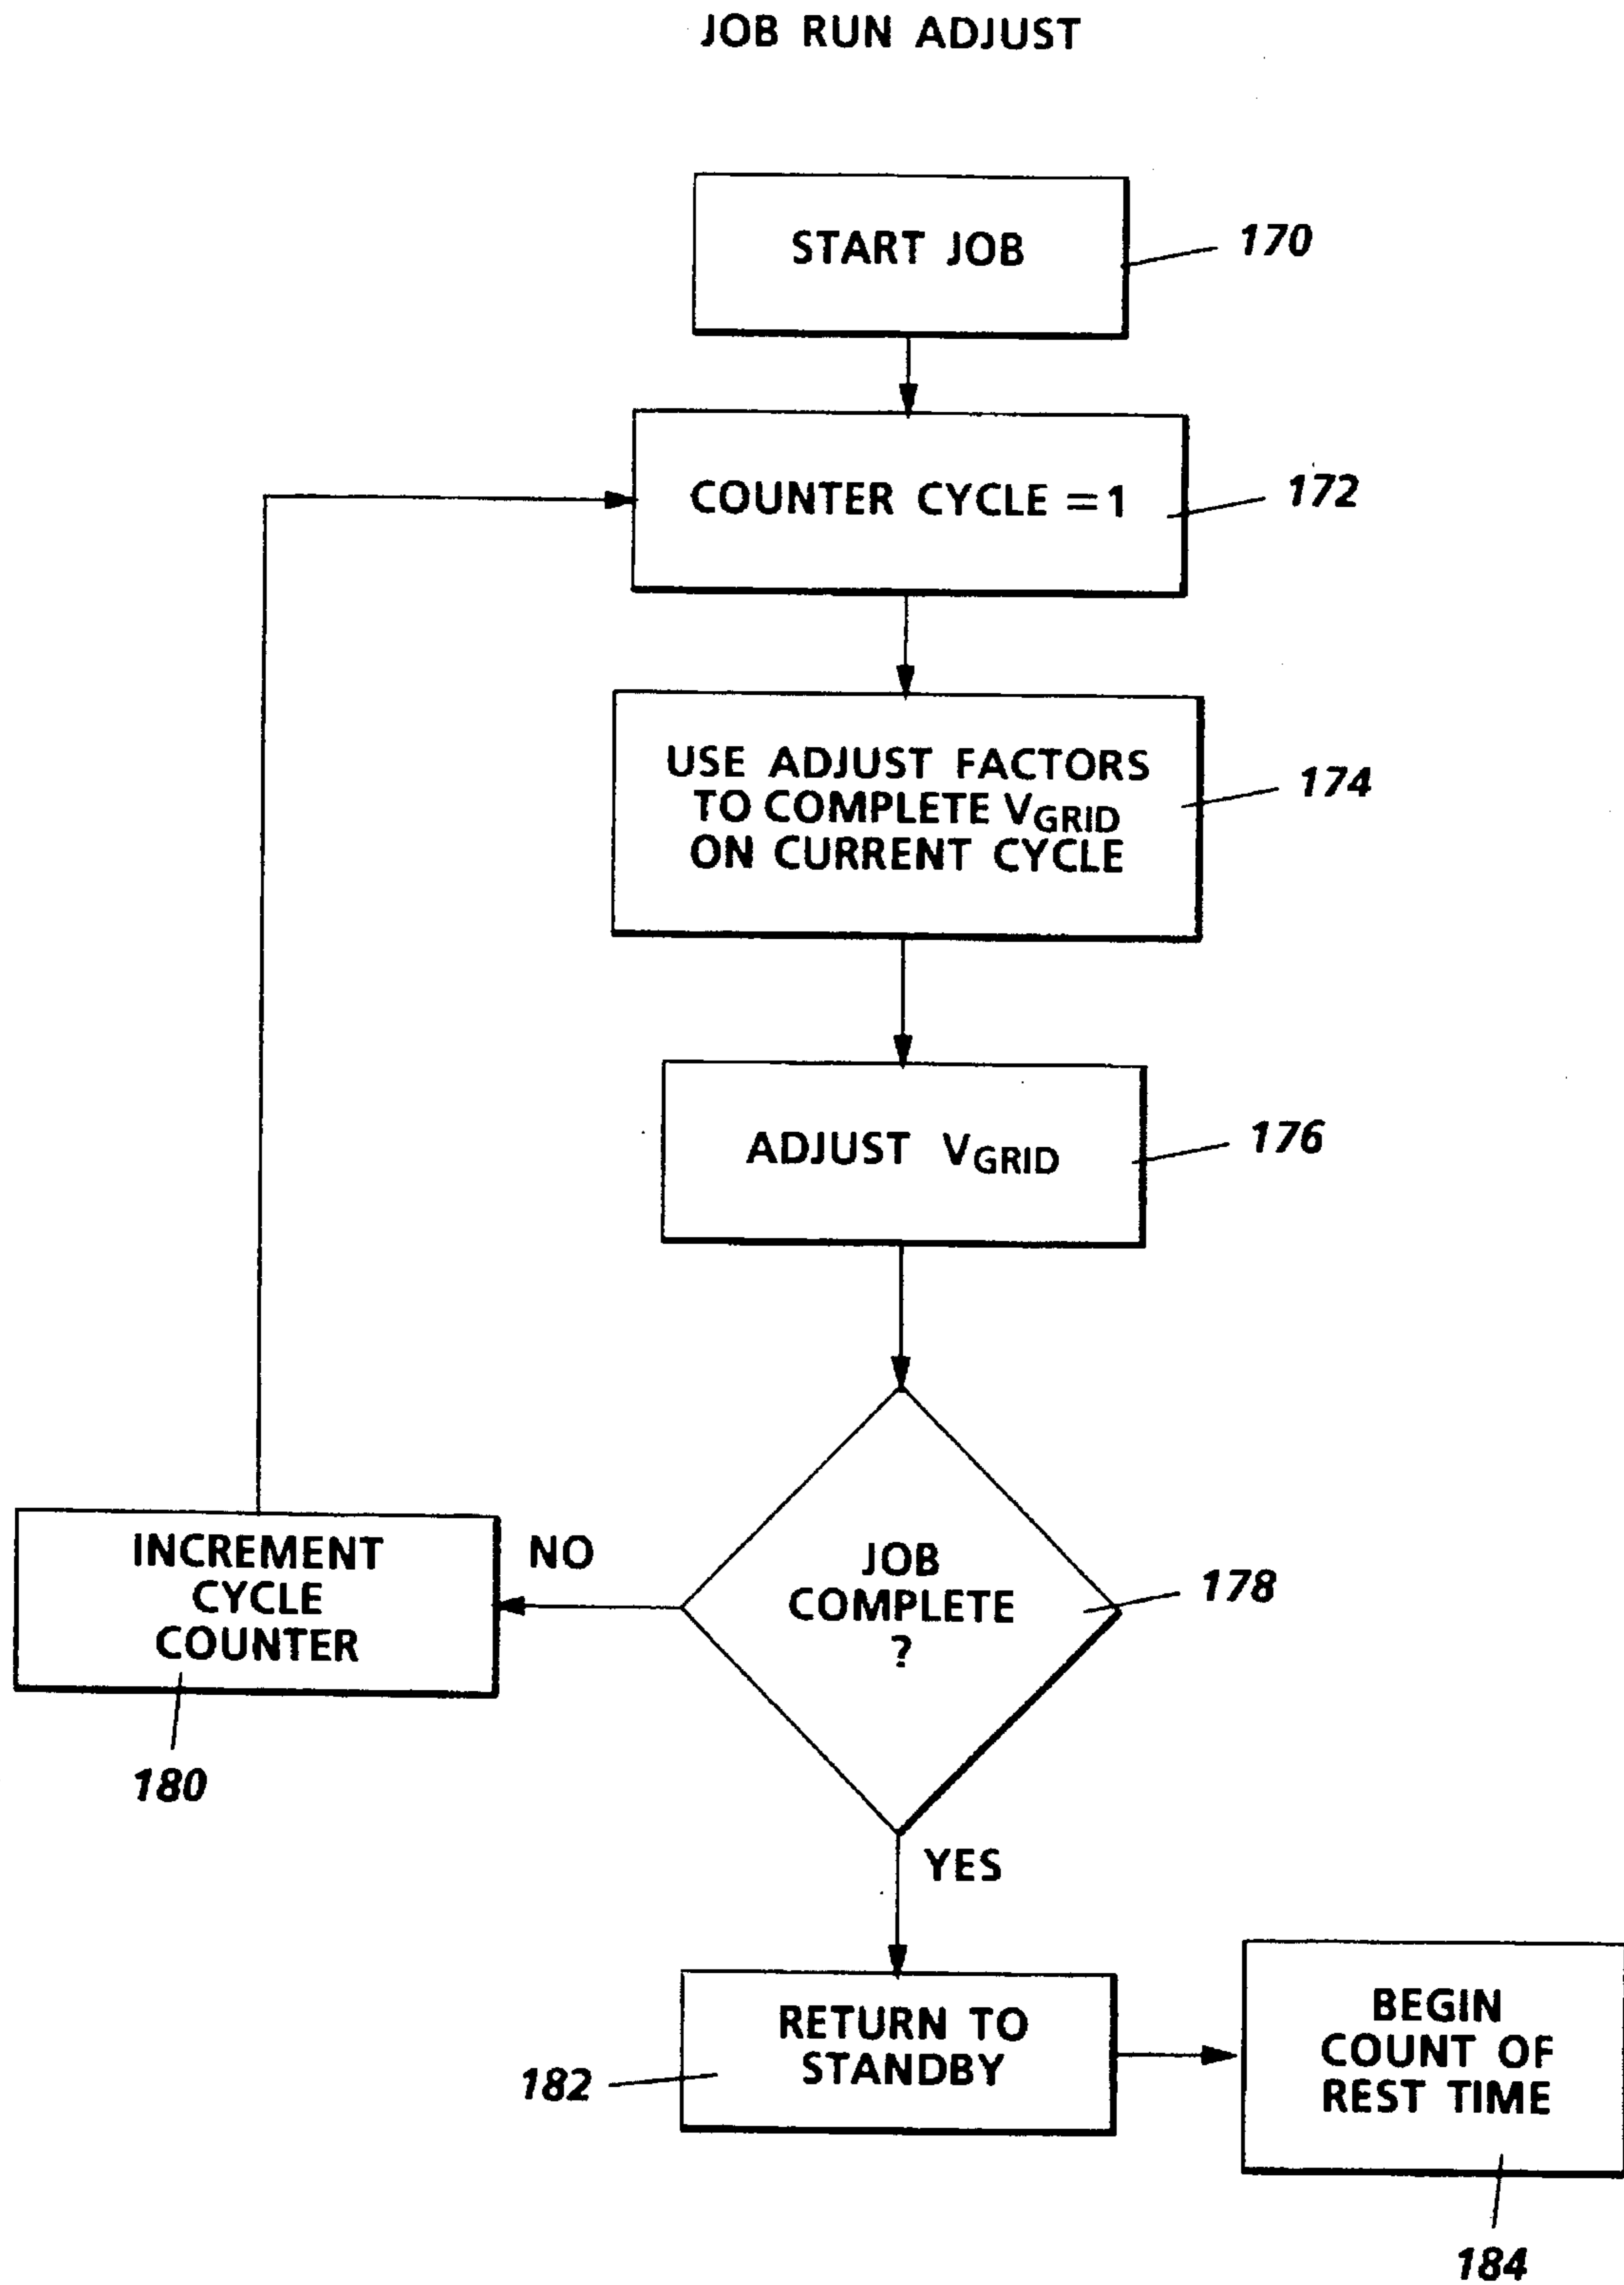 JOB RUN ADJUST
START JOB
170
COUNTER CYCLE = 1
172
USE ADJUST FACTORS
TO COMPLETE VGRID
ON CURRENT CYCLE
174
ADJUST VGRID
176
JOB
COMPLETE
?
178
NO
INCREMENT
CYCLE
COUNTER
180
YES
RETURN TO
STANDBY
182
BEGIN
COUNT OF
REST TIME
184